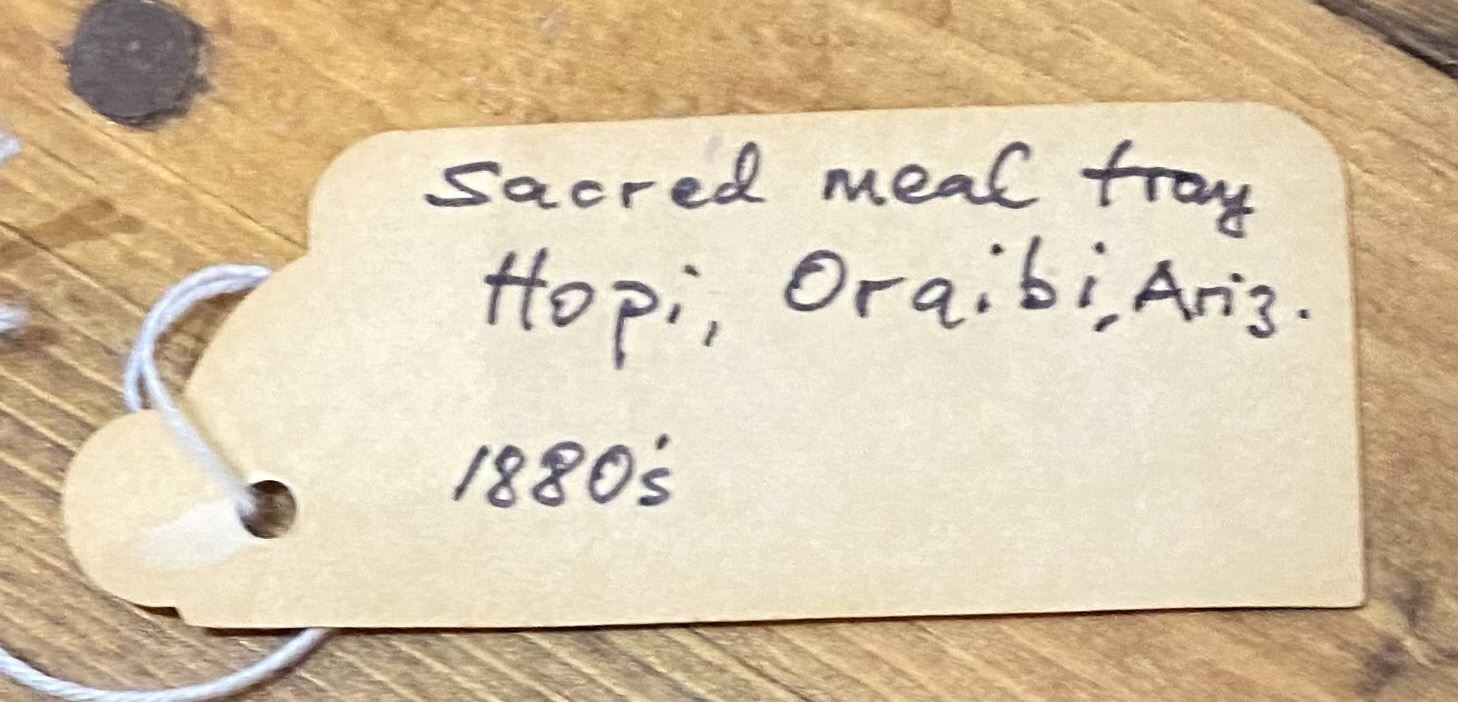 Sacred meal tray
Hopi, Oraibi, Ariz.
1880's